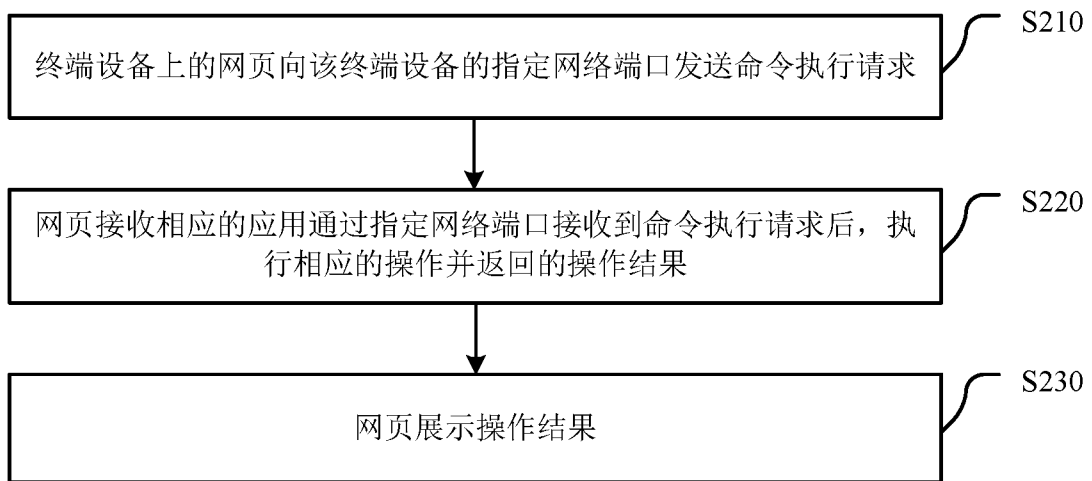 S210
终端设备上的网页向该终端设备的指定网络端口发送命令执行请求
S220
网页接收相应的应用通过指定网络端口接收到命令执行请求后，执
行相应的操作并返回的操作结果
S230
网页展示操作结果